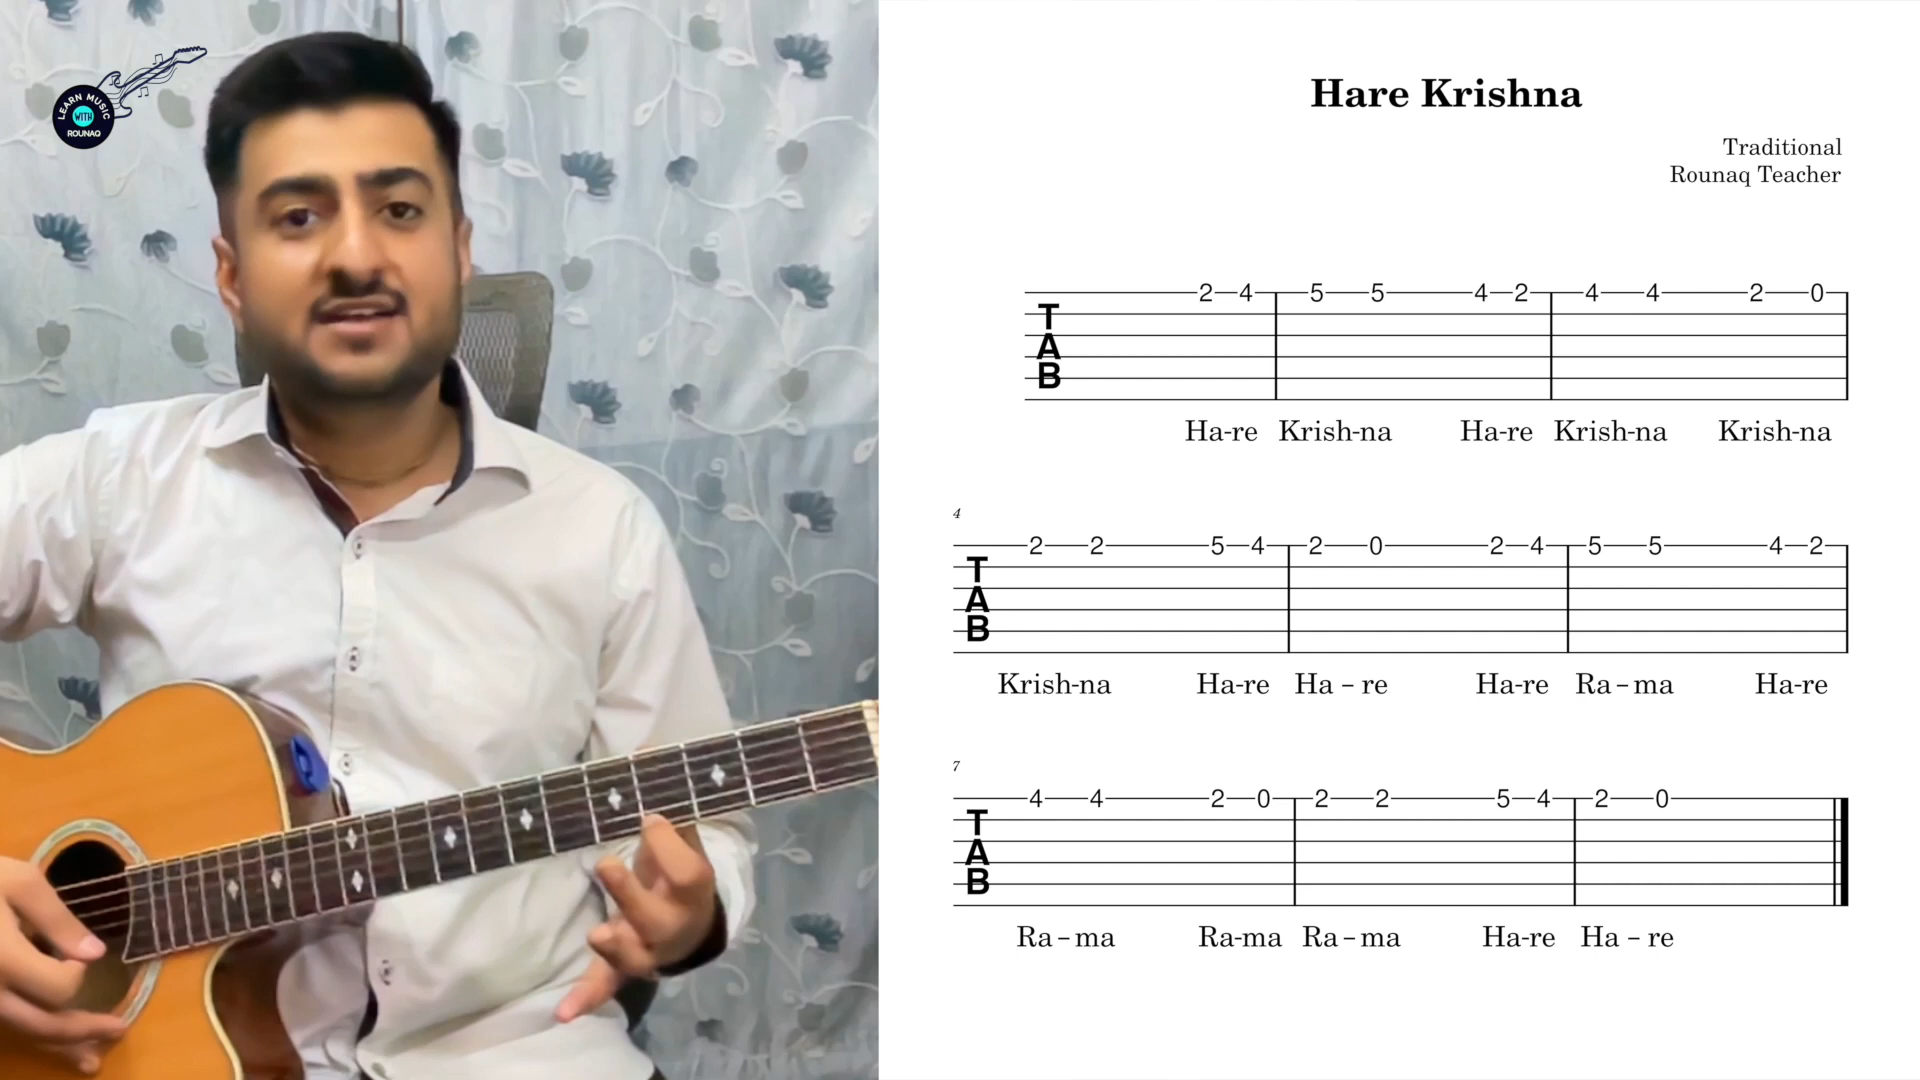 LEARN MUSIC
WITH
ROUNAQ
Hare Krishna
Traditional
Rounaq Teacher
2 4 5 5 4 2 4 4 2 0
T
A
B
Ha-re Krish-na Ha-re Krish-na Krish-na
4
2 2 5 4 2 0 2 4 5 5 4 2
T
A
B
Krish-na Ha-re Ha – re Ha-re Ra – ma Ha-re
7
4 4 2 0 2 2 5 4 2 0
T
A
B
Ra – ma Ra-ma Ra – ma Ha-re Ha – re